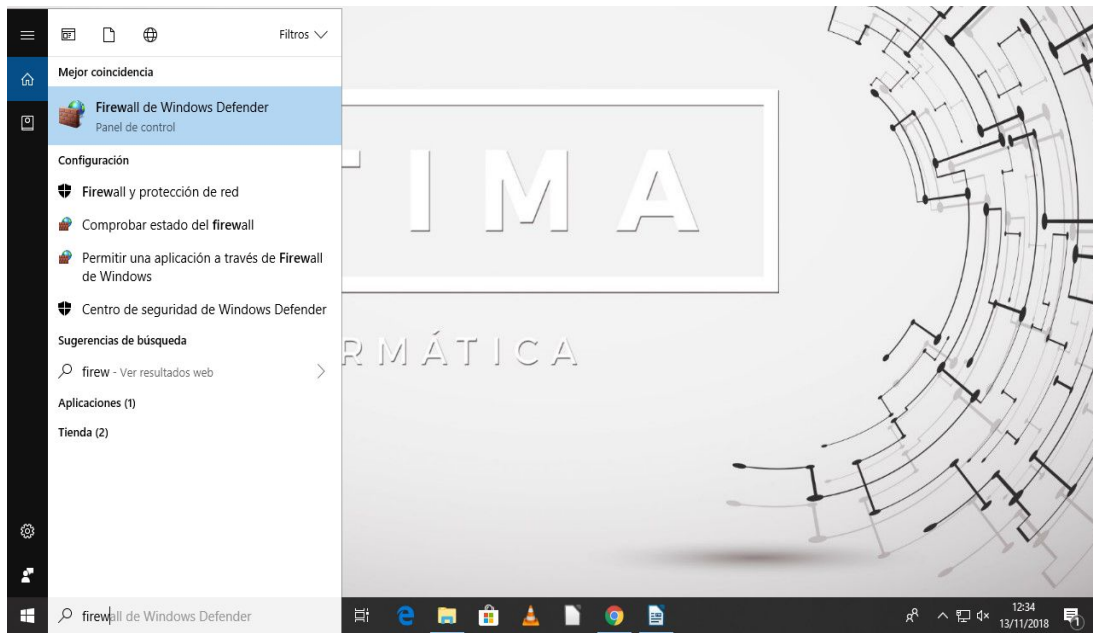 Filtros
Mejor coincidencia
Firewall de Windows Defender
Panel de control
Configuración
Firewall y protección de red
Comprobar estado del firewall
Permitir una aplicación a través de Firewall
de Windows
Centro de seguridad de Windows Defender
Sugerencias de búsqueda
firew - Ver resultados web
Aplicaciones (1)
Tienda (2)
TIMA
RMÁTICA
firewall de Windows Defender
12:34
13/11/2018
1